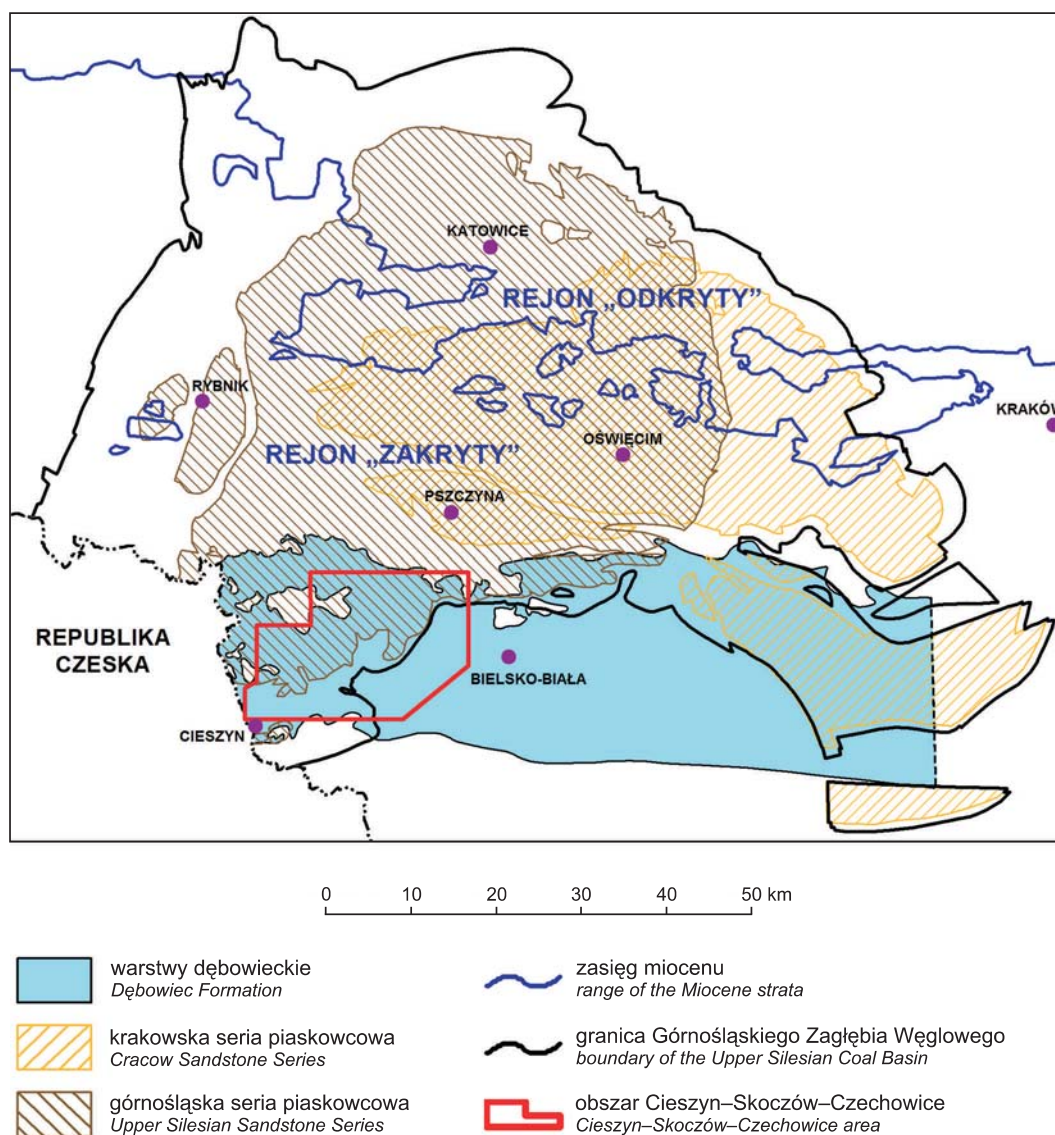 KATOWICE
REJON „ODKRYTY”
RYBNIK
KRAKÓW
OŚWIĘCIM
REJON „ZAKRYTY”
PSZCZYNA
REPUBLIKA
CZESKA
BIELSKO-BIAŁA
CIESZYN
0 10 20 30 40 50 km
warstwy dębowieckie
Dębowiec Formation
krakowska seria piaskowcowa
Cracow Sandstone Series
górnośląska seria piaskowcowa
Upper Silesian Sandstone Series
zasięg miocenu
range of the Miocene strata
granica Górnośląskiego Zagłębia Węglowego
boundary of the Upper Silesian Coal Basin
obszar Cieszyn–Skoczów–Czechowice
Cieszyn–Skoczów–Czechowice area